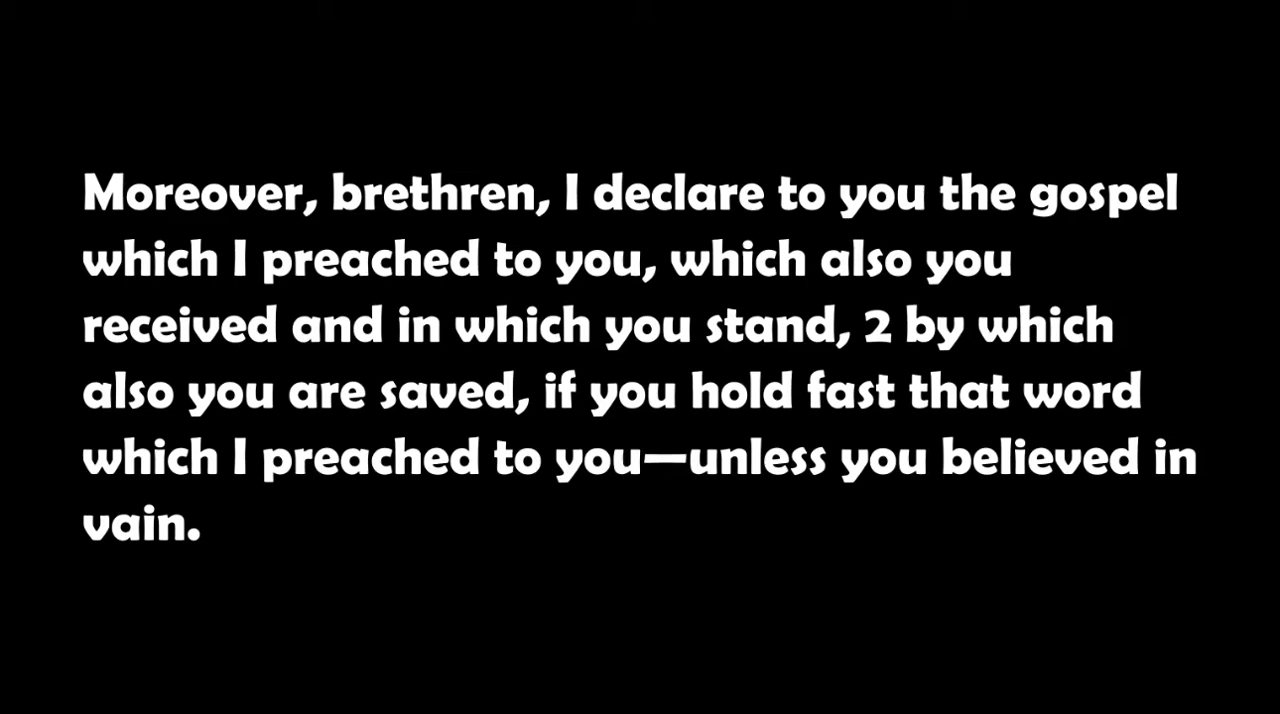 Moreover, brethren, I declare to you the gospel
which I preached to you, which also you
received and in which you stand, 2 by which
also you are saved, if you hold fast that word
which I preached to you—unless you believed in
vain.